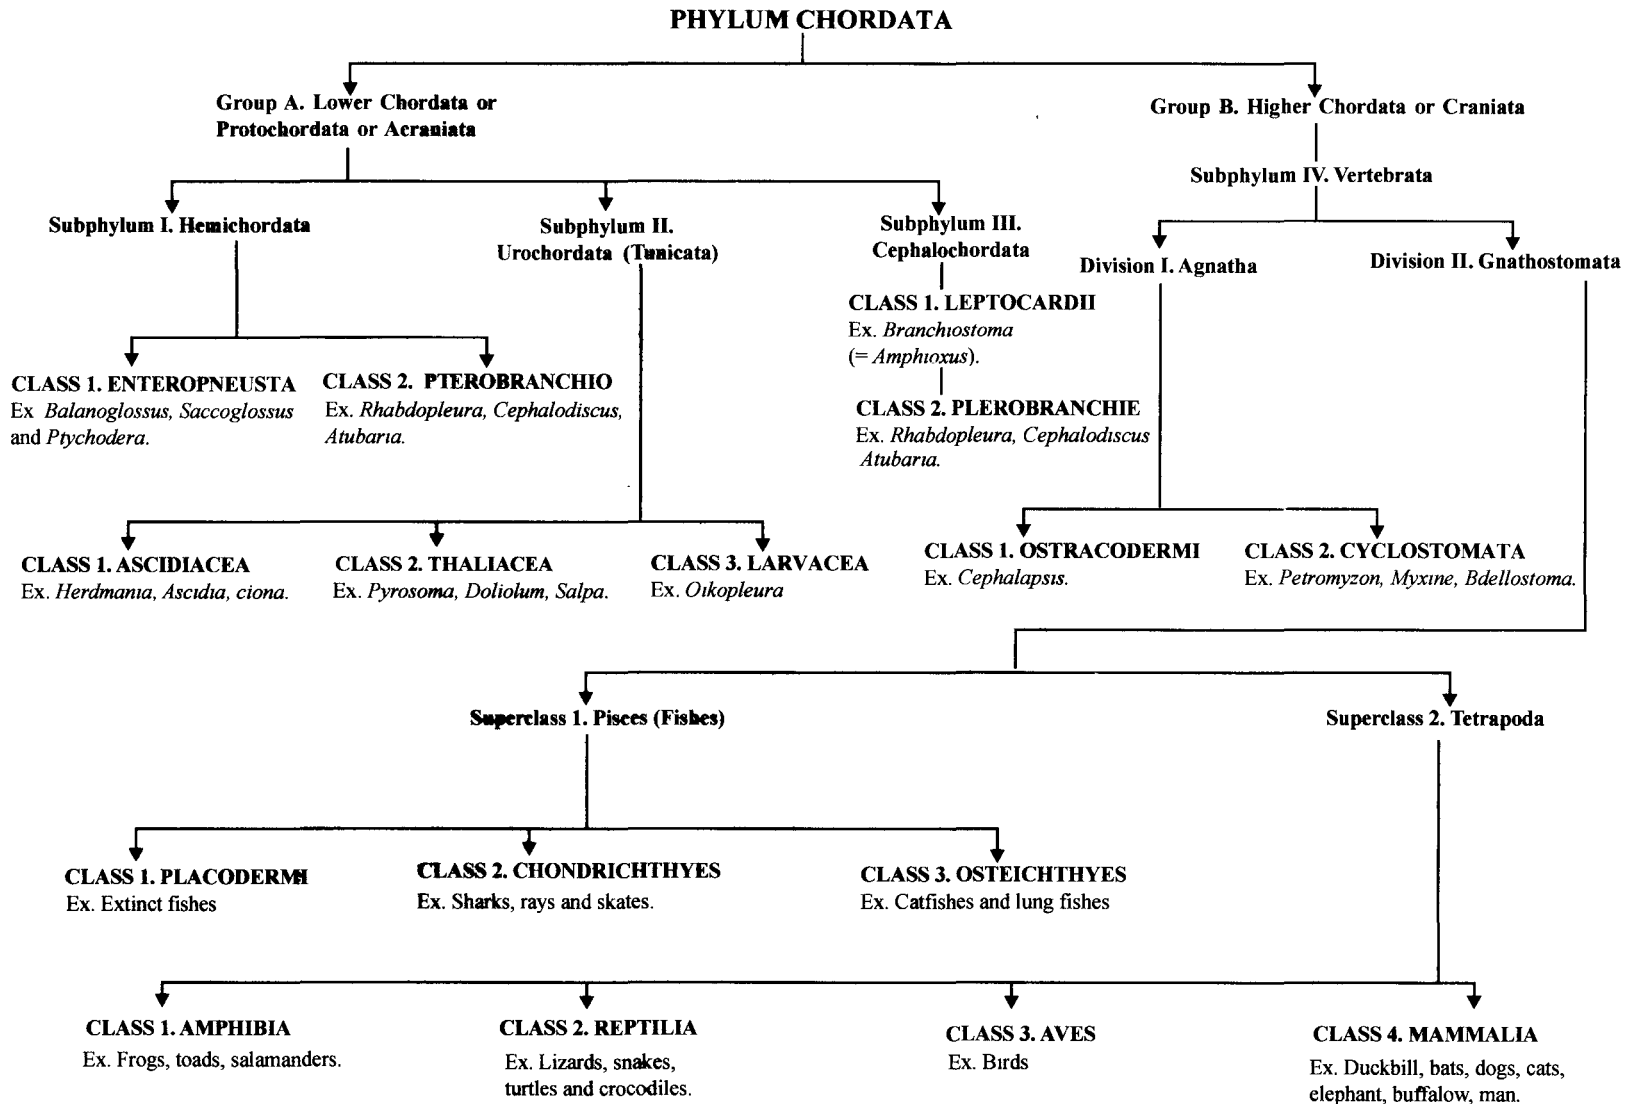 PHYLUM CHORDATA
Group A. Lower Chordata or
Protochordata or Acraniata
Group B. Higher Chordata or Craniata
Subphylum IV. Vertebrata
Subphylum I. Hemichordata
Subphylum II.
Urochordata (Tunicata)
Subphylum III.
Cephalochordata
Division I. Agnatha
Division II. Gnathostomata
CLASS 1. LEPTOCARDII
Ex. Branchiostoma
(= Amphioxus).
CLASS 1. ENTEROPNEUSTA
Ex Balanoglossus, Saccoglossus
and Ptychodera.
CLASS 2. PTEROBRANCHIO
Ex. Rhabdopleura, Cephalodiscus,
Atubaria.
CLASS 2. PLEROBRANCHIE
Ex. Rhabdopleura, Cephalodiscus
Atubaria.
CLASS 1. ASCIDIACEA
Ex. Herdmania, Ascidia, ciona.
CLASS 2. THALIACEA
Ex. Pyrosoma, Doliolum, Salpa.
CLASS 3. LARVACEA
Ex. Oikopleura
CLASS 1. OSTRACODERMI
Ex. Cephalapsis.
CLASS 2. CYCLOSTOMATA
Ex. Petromyzon, Myxine, Bdellostoma.
Superclass 1. Pisces (Fishes)
Superclass 2. Tetrapoda
CLASS 1. PLACODERMI
Ex. Extinct fishes
CLASS 2. CHONDRICHTHYES
Ex. Sharks, rays and skates.
CLASS 3. OSTEICHTHYES
Ex. Catfishes and lung fishes
CLASS 1. AMPHIBIA
Ex. Frogs, toads, salamanders.
CLASS 2. REPTILIA
Ex. Lizards, snakes,
turtles and crocodiles.
CLASS 3. AVES
Ex. Birds
CLASS 4. MAMMALIA
Ex. Duckbill, bats, dogs, cats,
elephant, buffalow, man.